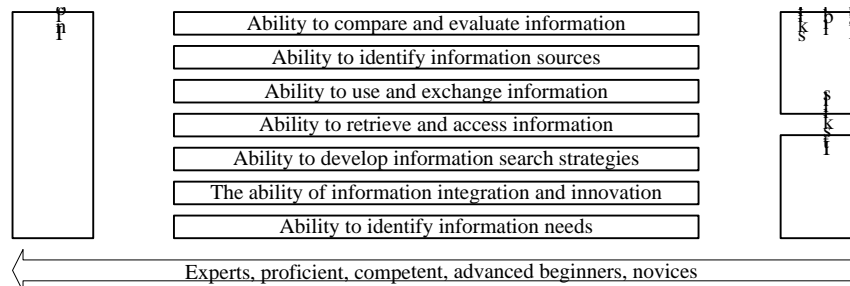 Ability to compare and evaluate information
Ability to identify information sources
Ability to use and exchange information
Ability to retrieve and access information
Ability to develop information search strategies
The ability of information integration and innovation
Ability to identify information needs
Experts, proficient, competent, advanced beginners, novices